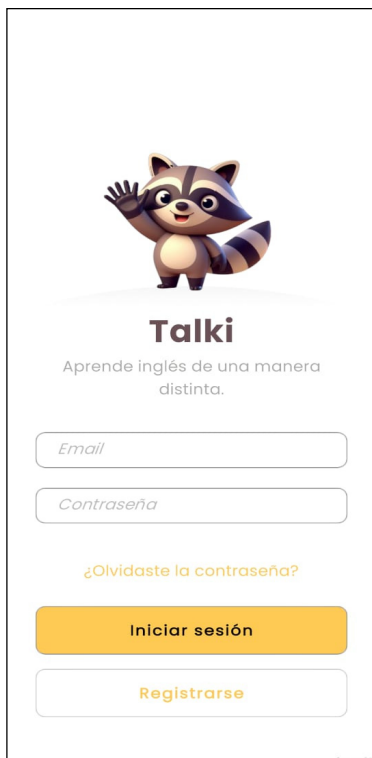 Talki
Aprende inglés de una manera
distinta.
Email
Contraseña
¿Olvidaste la contraseña?
Iniciar sesión
Registrarse